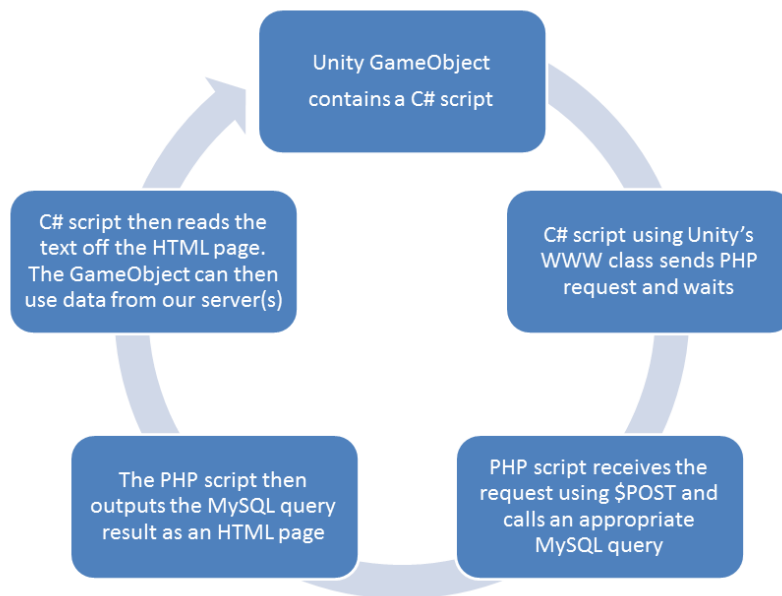 Unity GameObject
contains a C# script
C# script using Unity's
WWW class sends PHP
request and waits
PHP script receives the
request using $POST and
calls an appropriate
MySQL query
The PHP script then
outputs the MySQL query
result as an HTML page
C# script then reads the
text off the HTML page.
The GameObject can then
use data from our server(s)